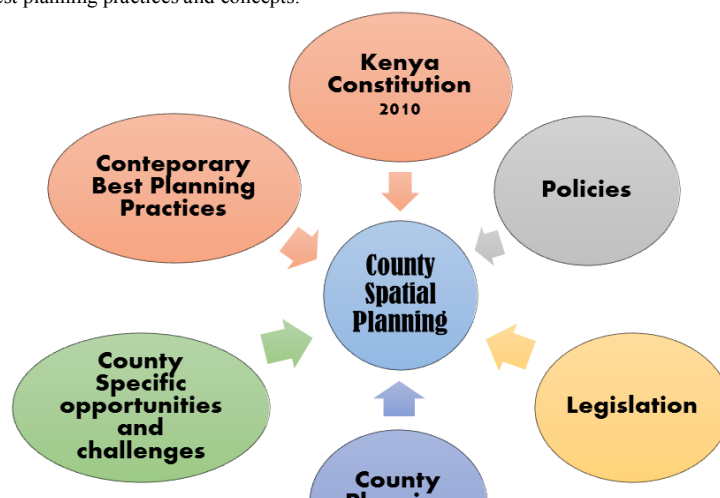 est planning practices and concepts.
Kenya
Constitution
2010
Conteporary
Best Planning
Practices
Policies
County
Spatial
Planning
County
Specific
opportunities
and
challenges
Legislation
County